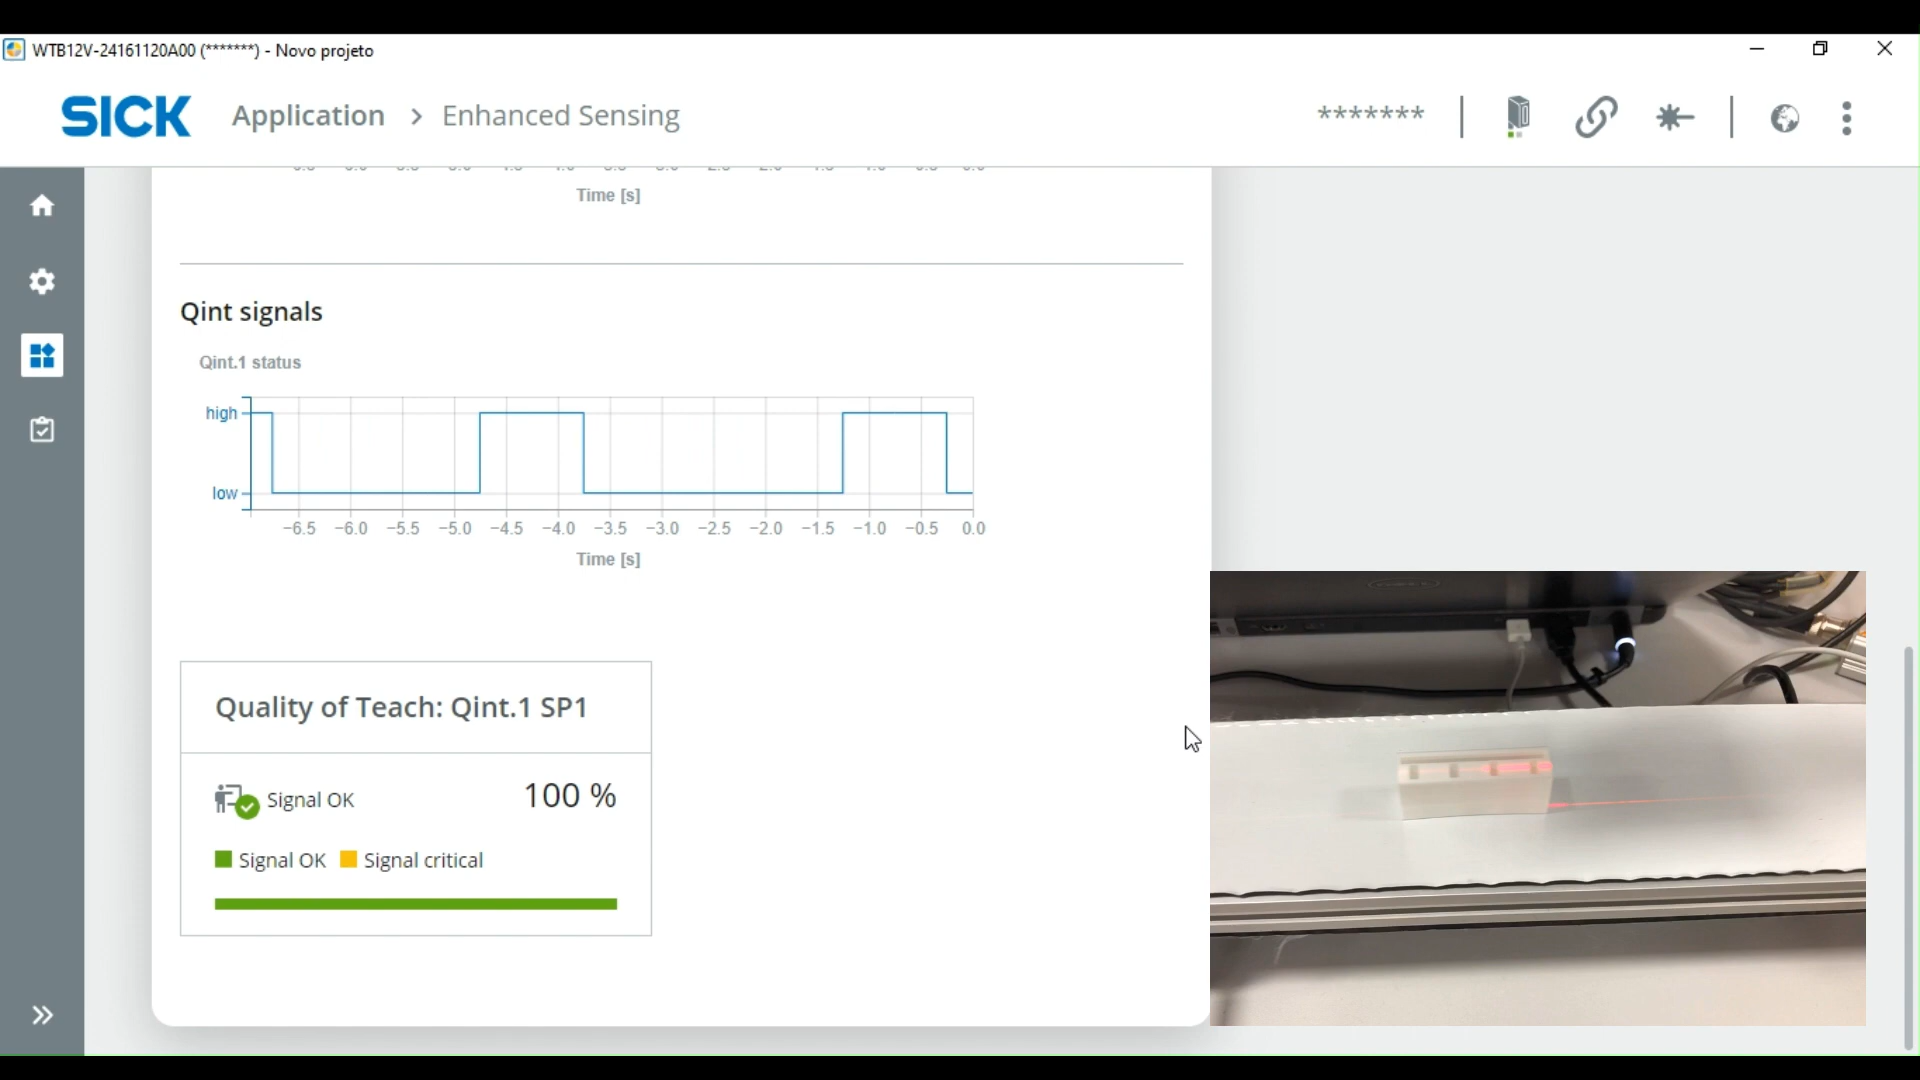 WTB12V-24161120A00 (*******) - Novo projeto
SICK
Application > Enhanced Sensing
*******
Time [s]
Qint signals
Qint.1 status
high
low
−6.5 −6.0 −5.5 −5.0 −4.5 −4.0 −3.5 −3.0 −2.5 −2.0 −1.5 −1.0 −0.5 0.0
Time [s]
Quality of Teach: Qint.1 SP1
Signal OK 100 %
Signal OK Signal critical